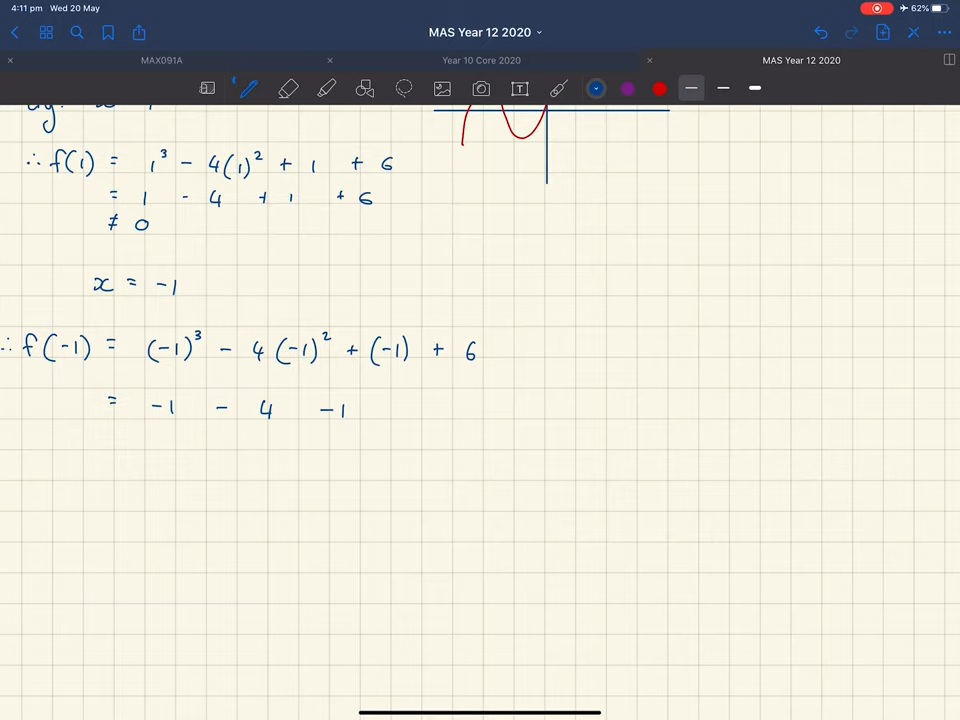 4:11 pm Wed 20 May
62%
MAS Year 12 2020
MAX091A
Year 10 Core 2020
MAS Year 12 2020
∴ f(1) = 1³ - 4(1)² + 1 + 6
= 1 - 4 + 1 + 6
≠ 0
x = -1
∴ f(-1) = (-1)³ - 4(-1)² + (-1) + 6
= -1 - 4 -1